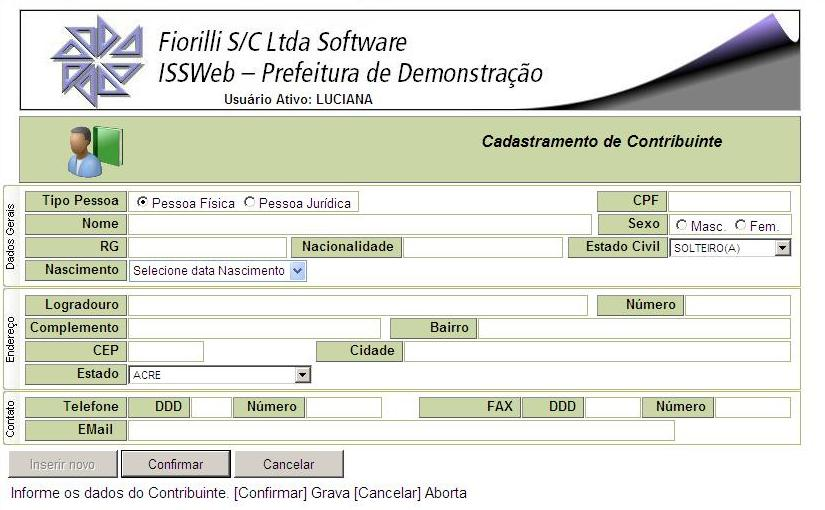 Fiorilli S/C Ltda Software
ISSWeb – Prefeitura de Demonstração
Usuário Ativo: LUCIANA
Cadastramento de Contribuinte
Dados Gerais
Tipo Pessoa Pessoa Física Pessoa Jurídica CPF
Nome Sexo Masc. Fem.
RG Nacionalidade Estado Civil SOLTEIRO(A)
Nascimento Selecione data Nascimento
Endereço
Logradouro Número
Complemento Bairro
CEP Cidade
Estado ACRE
Contato
Telefone DDD Número FAX DDD Número
EMail
Inserir novo Confirmar Cancelar
Informe os dados do Contribuinte. [Confirmar] Grava [Cancelar] Aborta